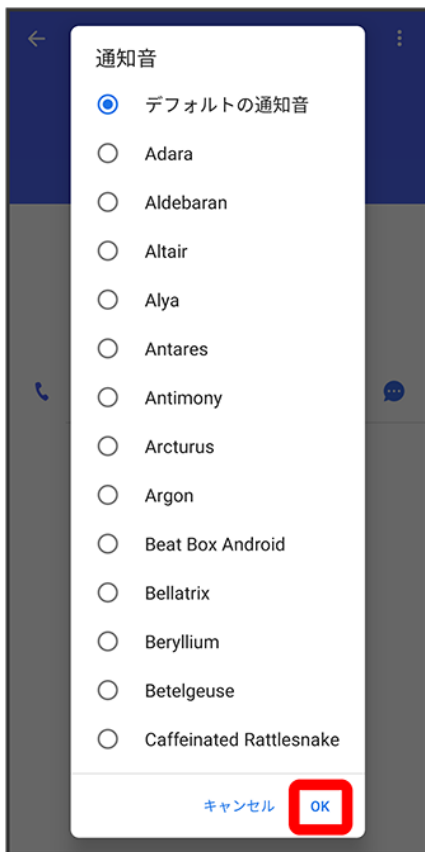 通知音
デフォルトの通知音
Adara
Aldebaran
Altair
Alya
Antares
Antimony
Arcturus
Argon
Beat Box Android
Bellatrix
Beryllium
Betelgeuse
Caffeinated Rattlesnake
キャンセル OK